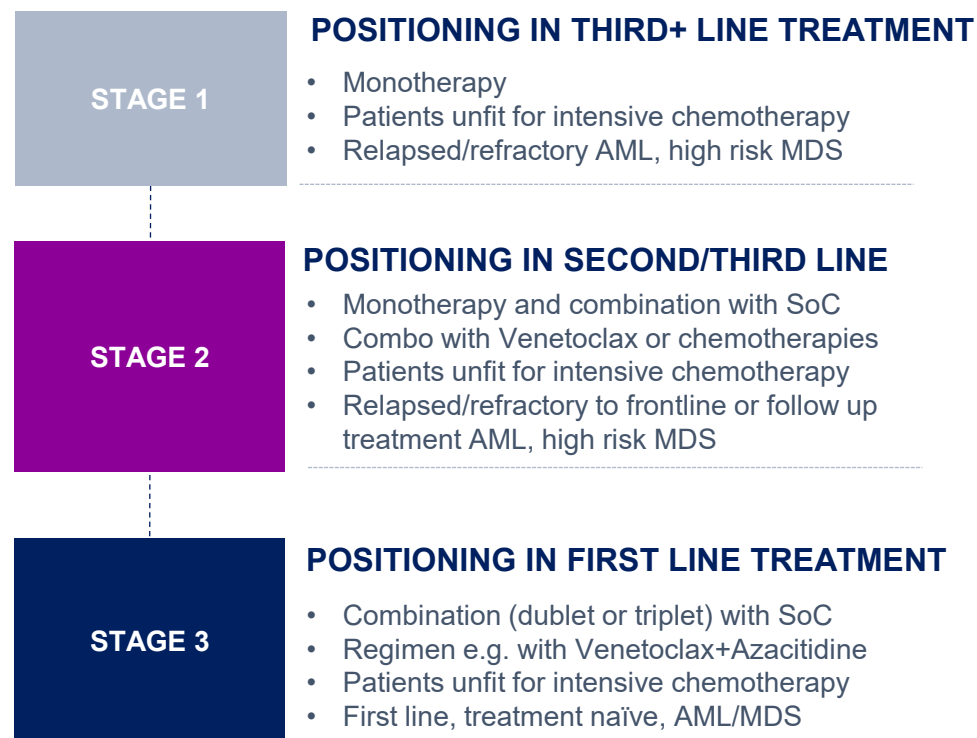 STAGE 1
POSITIONING IN THIRD+ LINE TREATMENT
• Monotherapy
• Patients unfit for intensive chemotherapy
• Relapsed/refractory AML, high risk MDS
STAGE 2
POSITIONING IN SECOND/THIRD LINE
• Monotherapy and combination with SoC
• Combo with Venetoclax or chemotherapies
• Patients unfit for intensive chemotherapy
• Relapsed/refractory to frontline or follow up
treatment AML, high risk MDS
STAGE 3
POSITIONING IN FIRST LINE TREATMENT
• Combination (dublet or triplet) with SoC
• Regimen e.g. with Venetoclax+Azacitidine
• Patients unfit for intensive chemotherapy
• First line, treatment naïve, AML/MDS